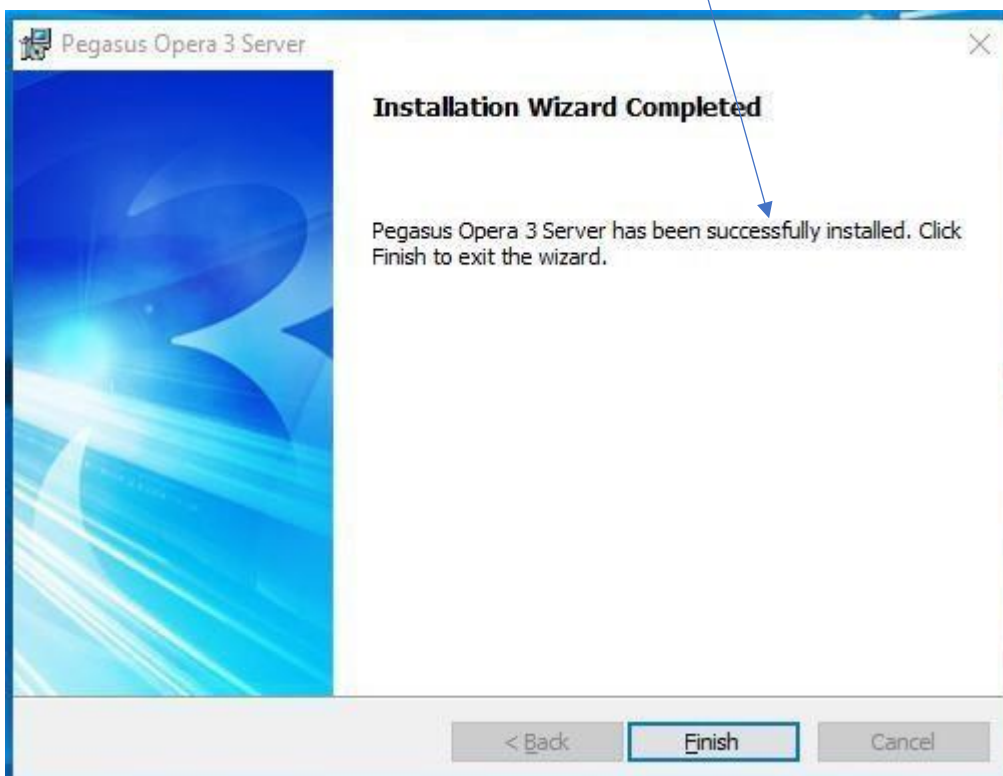 Pegasus Opera 3 Server
Installation Wizard Completed
Pegasus Opera 3 Server has been successfully installed. Click
Finish to exit the wizard.
< Back
Finish
Cancel